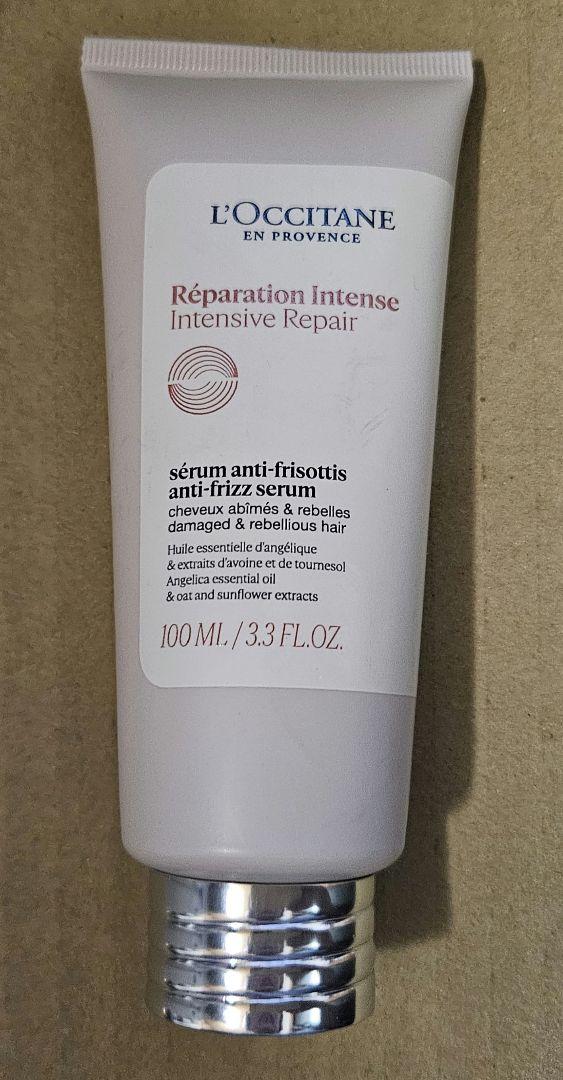 L'OCCITANE
EN PROVENCE
Réparation Intense
Intensive Repair
sérum anti-frisottis
anti-frizz serum
cheveux abîmés & rebelles
damaged & rebellious hair
Huile essentielle d'angélique
& extraits d'avoine et de tournesol
Angelica essential oil
& oat and sunflower extracts
100 ML / 3.3 FL.OZ.